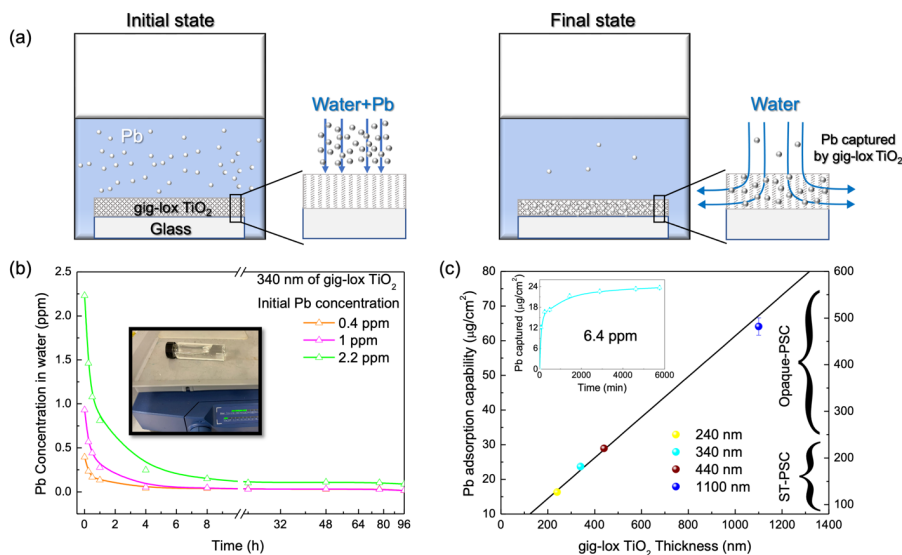 Initial state
Final state
(a)
Pb
Water+Pb
gig-lox TiO₂
Glass
Water
Pb captured
by gig-lox TiO₂
(b)
340 nm of gig-lox TiO₂
Initial Pb concentration
0.4 ppm
1 ppm
2.2 ppm
Pb Concentration in water (ppm)
2.5
2.0
1.5
1.0
0.5
0.0
0 2 4 6 8 32 48 64 80 96
Time (h)
(c)
Pb adsorption capability (μg/cm²)
80
70
60
50
40
30
20
10
Pb captured (μg/cm²)
32
24
16
8
0
6.4 ppm
0 2000 4000 6000
Time (min)
240 nm
340 nm
440 nm
1100 nm
600
500
400
300
200
100
Opaque-PSC
ST-PSC
0 200 400 600 800 1000 1200 1400
gig-lox TiO₂ Thickness (nm)